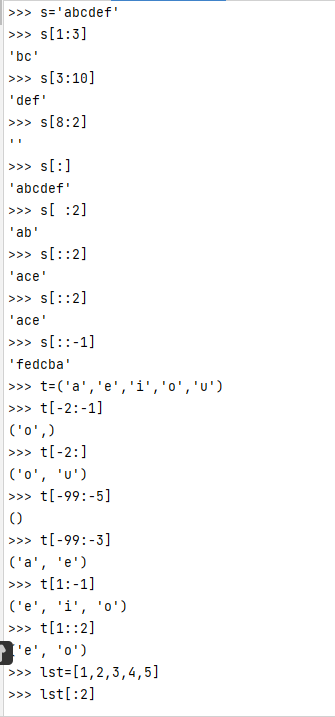 >>> s='abcdef'
>>> s[1:3]
'bc'
>>> s[3:10]
'def'
>>> s[8:2]
''
>>> s[:]
'abcdef'
>>> s[ :2]
'ab'
>>> s[::2]
'ace'
>>> s[::2]
'ace'
>>> s[::-1]
'fedcba'
>>> t=('a','e','i','o','u')
>>> t[-2:-1]
('o',)
>>> t[-2:]
('o', 'u')
>>> t[-99:-5]
()
>>> t[-99:-3]
('a', 'e')
>>> t[1:-1]
('e', 'i', 'o')
>>> t[1::2]
'e', 'o')
>>> lst=[1,2,3,4,5]
>>> lst[:2]